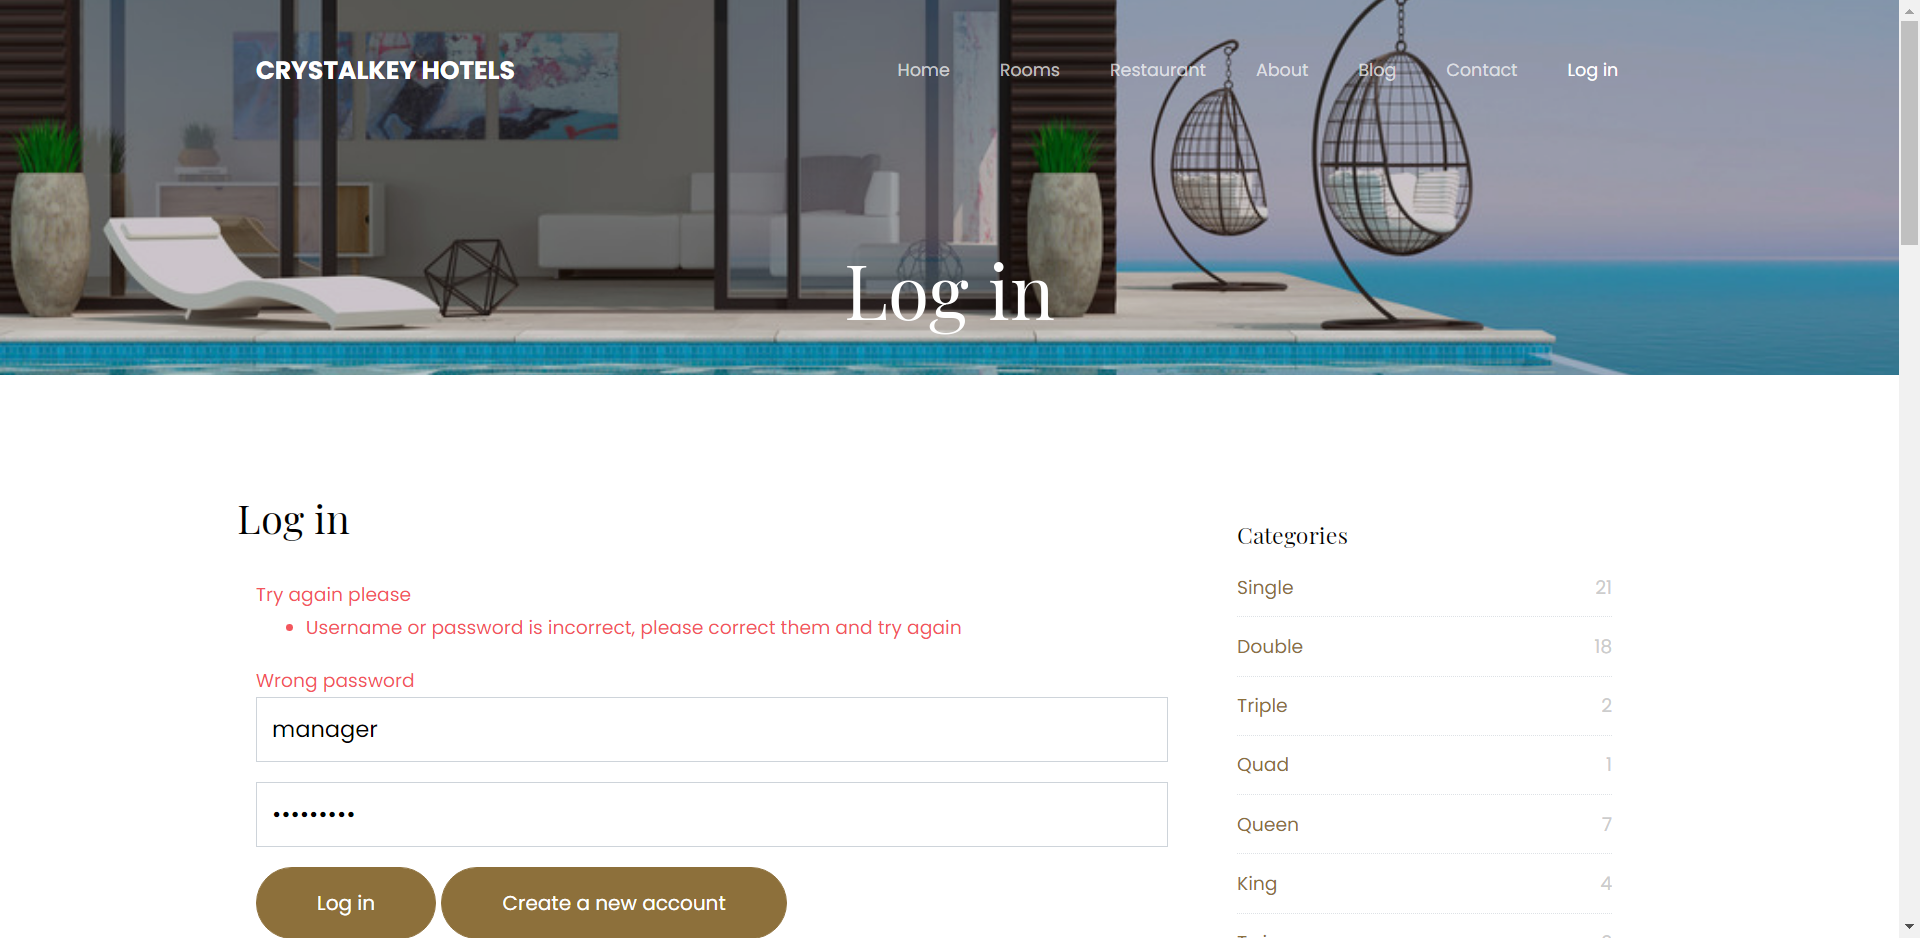 CRYSTALKEY HOTELS
Home Rooms Restaurant About Blog Contact Log in
Log in
Log in
Try again please
Username or password is incorrect, please correct them and try again
Wrong password
manager
Log in Create a new account
Categories
Single 21
Double 18
Triple 2
Quad 1
Queen 7
King 4